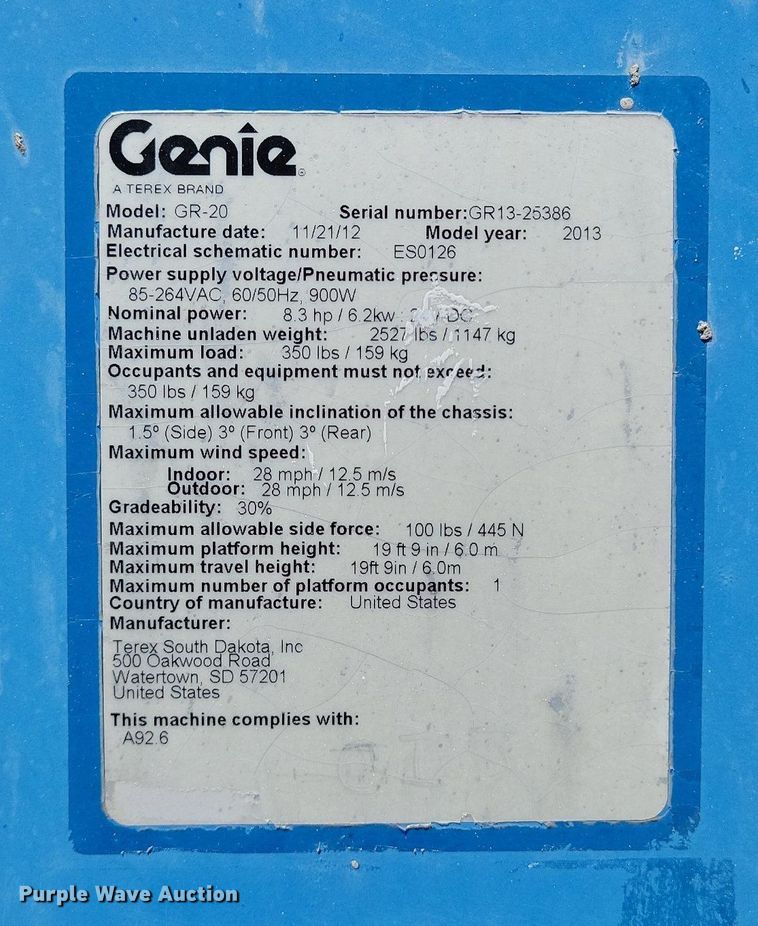 Genie
A TEREX BRAND
Model: GR-20 Serial number:GR13-25386
Manufacture date: 11/21/12 Model year: 2013
Electrical schematic number: ES0126
Power supply voltage/Pneumatic pressure:
85-264VAC, 60/50Hz, 900W
Nominal power: 8.3 hp / 6.2kw : DC
Machine unladen weight: 2527 lbs / 1147 kg
Maximum load: 350 lbs / 159 kg
Occupants and equipment must not exceed:
350 lbs / 159 kg
Maximum allowable inclination of the chassis:
1.5º (Side) 3º (Front) 3º (Rear)
Maximum wind speed:
Indoor: 28 mph / 12.5 m/s
Outdoor: 28 mph / 12.5 m/s
Gradeability: 30%
Maximum allowable side force: 100 lbs / 445 N
Maximum platform height: 19 ft 9 in / 6.0 m
Maximum travel height: 19ft 9in / 6.0m
Maximum number of platform occupants: 1
Country of manufacture: United States
Manufacturer:
Terex South Dakota, Inc
500 Oakwood Road
Watertown, SD 57201
United States
This machine complies with:
A92.6
Purple Wave Auction